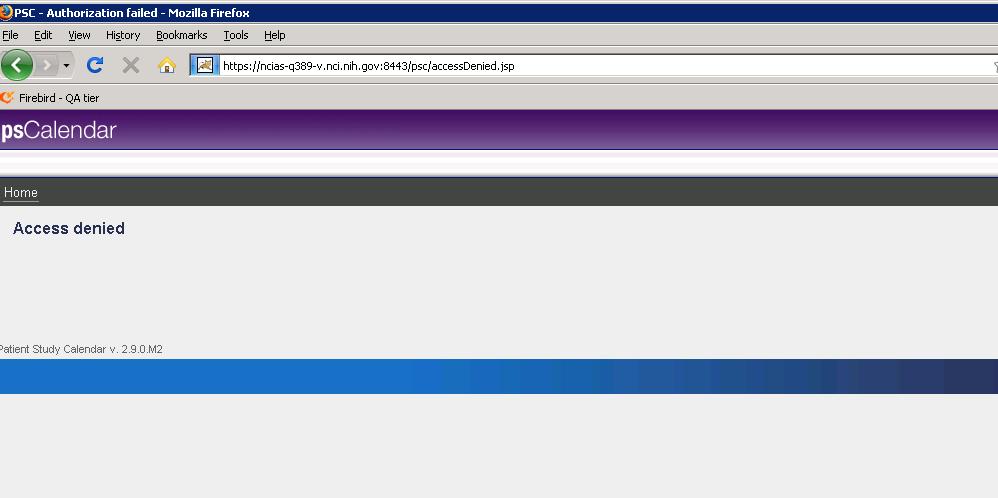 PSC - Authorization failed - Mozilla Firefox
File Edit View History Bookmarks Tools Help
https://ncias-q389-v.nci.nih.gov:8443/psc/accessDenied.jsp
Firebird - QA tier
psCalendar
Home
Access denied
Patient Study Calendar v. 2.9.0.M2